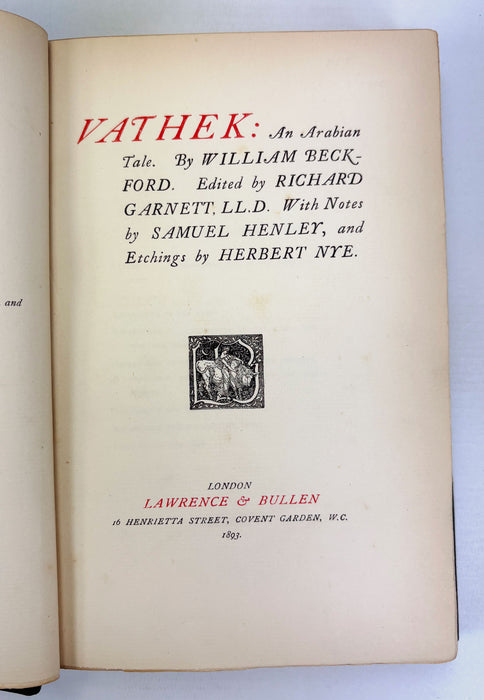 and
VATHEK: An Arabian
Tale. By WILLIAM BECK-
FORD. Edited by RICHARD
GARNETT, LL.D. With Notes
by SAMUEL HENLEY, and
Etchings by HERBERT NYE.
LONDON
LAWRENCE & BULLEN
16 HENRIETTA STREET, COVENT GARDEN, W.C.
1893.